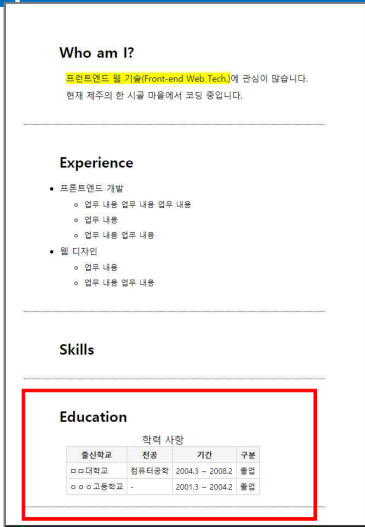 Who am I?
프런트엔드 웹 기술(Front-end Web Tech.)에 관심이 많습니다.
현재 제주의 한 시골 마을에서 코딩 중입니다.
Experience
프론트엔드 개발
업무 내용 업무 내용 업무 내용
업무 내용
업무 내용 업무 내용
웹 디자인
업무 내용
업무 내용 업무 내용
Skills
Education
학력 사항
출신학교 전공 기간 구분
ㅁㅁ대학교 컴퓨터공학 2004.3 ~ 2008.2 졸업
ㅇㅇㅇ고등학교 - 2001.3 ~ 2004.2 졸업